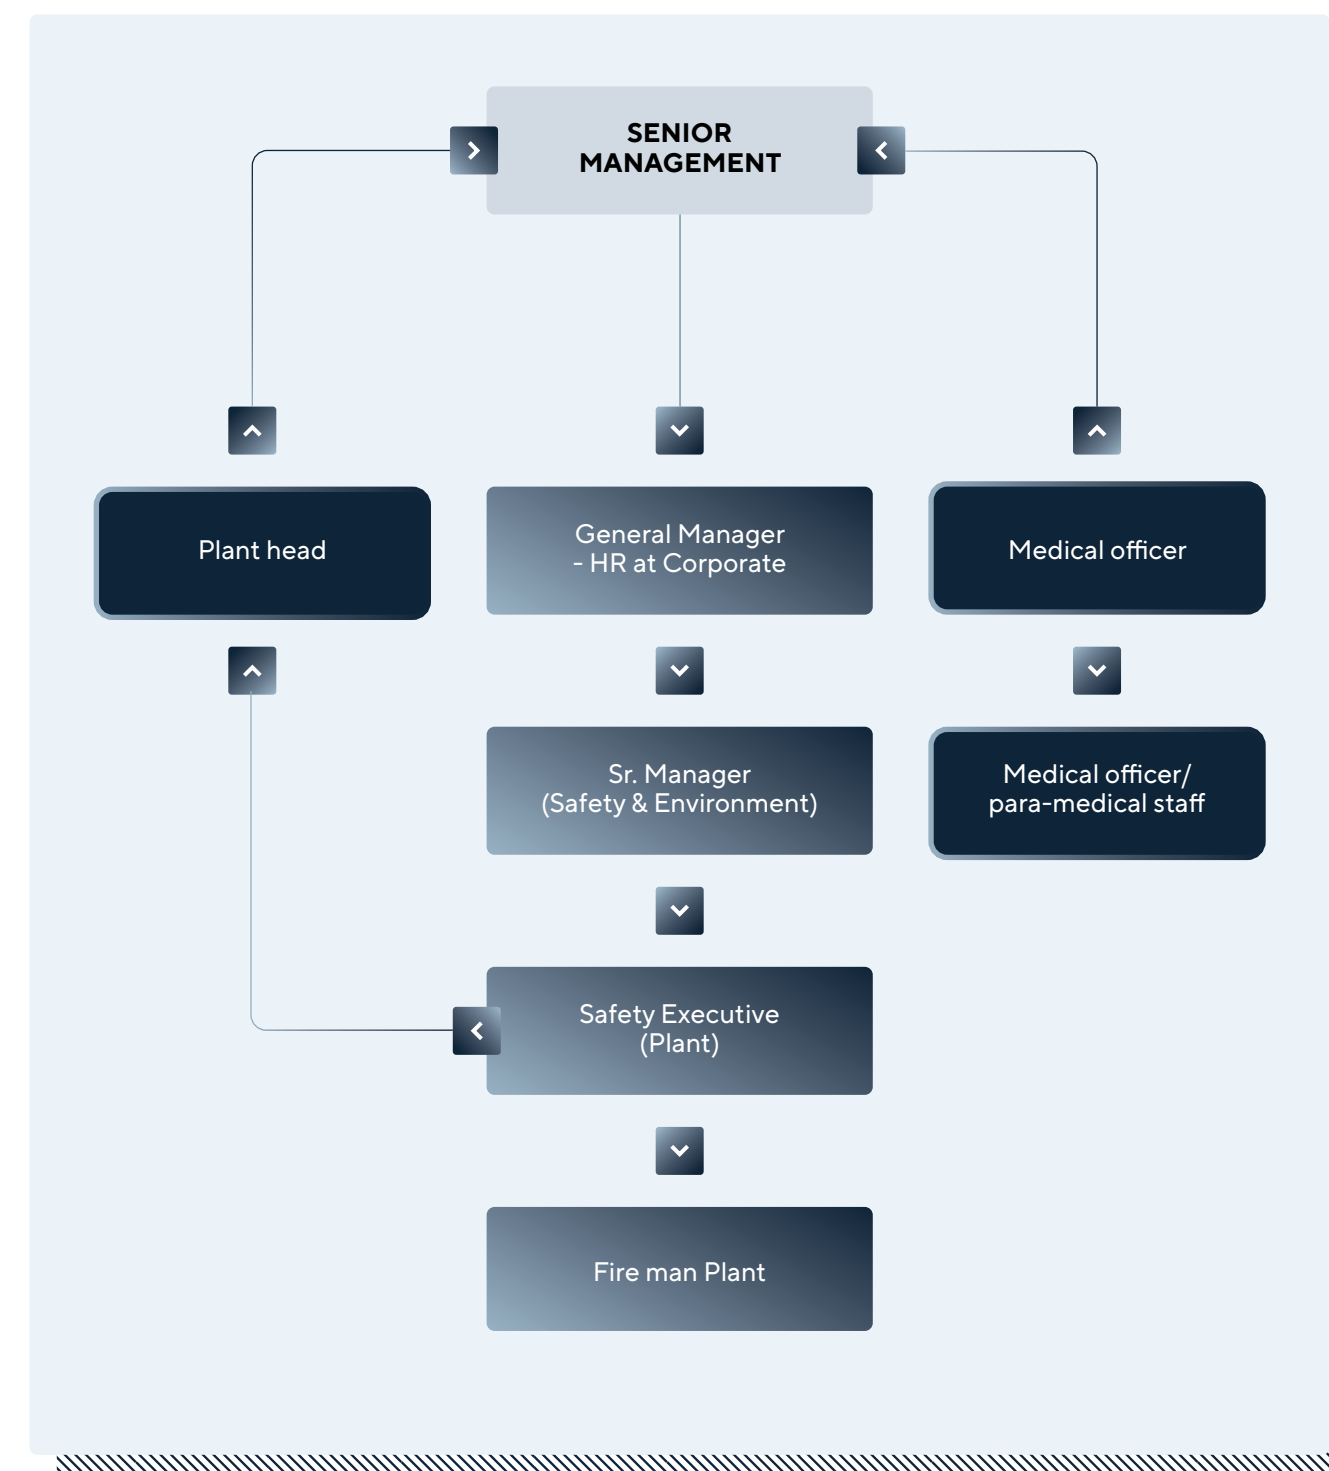 SENIOR
MANAGEMENT
Plant head
General Manager
- HR at Corporate
Medical officer
Sr. Manager
(Safety & Environment)
Medical officer/
para-medical staff
Safety Executive
(Plant)
Fire man Plant